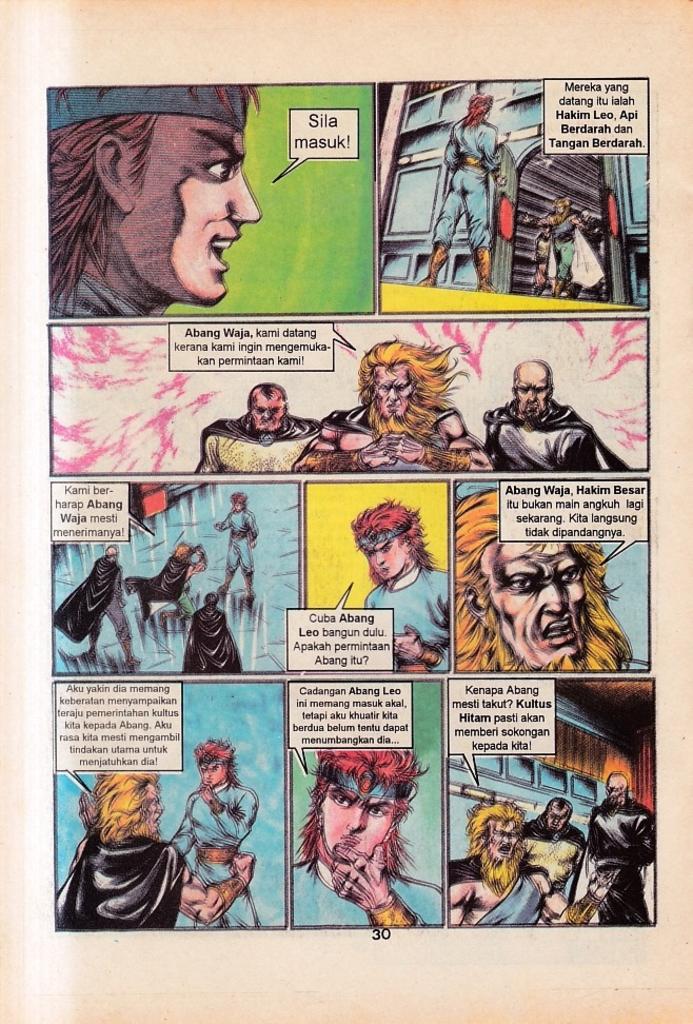 Sila
masuk!
Mereka yang
datang itu ialah
Hakim Leo, Api
Berdarah dan
Tangan Berdarah.
Abang Waja, kami datang
kerana kami ingin mengemuka-
kan permintaan kami!
Kami ber-
harap Abang
Waja mesti
menerimanya!
Cuba Abang
Leo bangun dulu.
Apakah permintaan
Abang itu?
Abang Waja, Hakim Besar
itu bukan main angkuh lagi
sekarang. Kita langsung
tidak dipandangnya.
Aku yakin dia memang
keberatan menyampaikan
teraju pemerintahan kultus
kita kepada Abang. Aku
rasa kita mesti mengambil
tindakan utama untuk
menjatuhkan dia!
Cadangan Abang Leo
ini memang masuk akal,
tetapi aku khuatir kita
berdua belum tentu dapat
menumbangkan dia...
Kenapa Abang
mesti takut? Kultus
Hitam pasti akan
memberi sokongan
kepada kita!
30